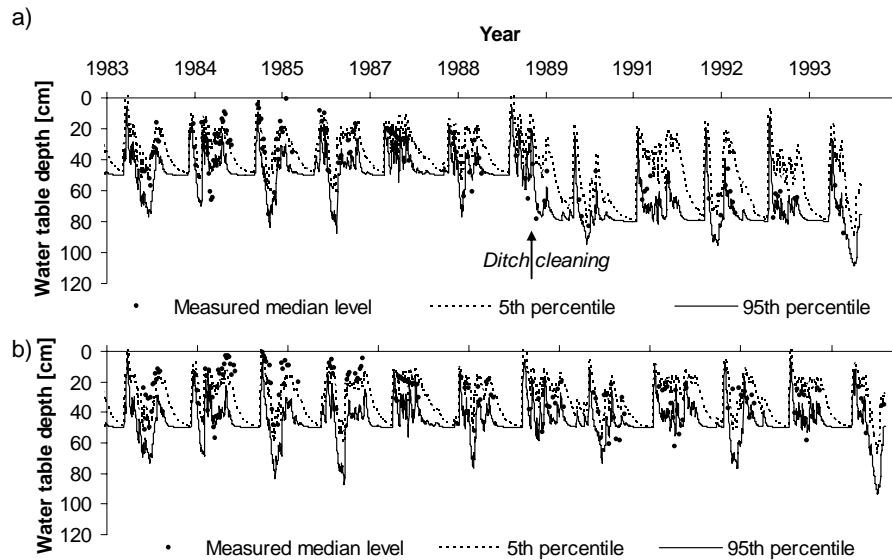 a)
Year
1983 1984 1985 1987 1988 1989 1991 1992 1993
Water table depth [cm]
0
20
40
60
80
100
120
Ditch cleaning
Measured median level 5th percentile 95th percentile
b)
Water table depth [cm]
0
20
40
60
80
100
120
Measured median level 5th percentile 95th percentile